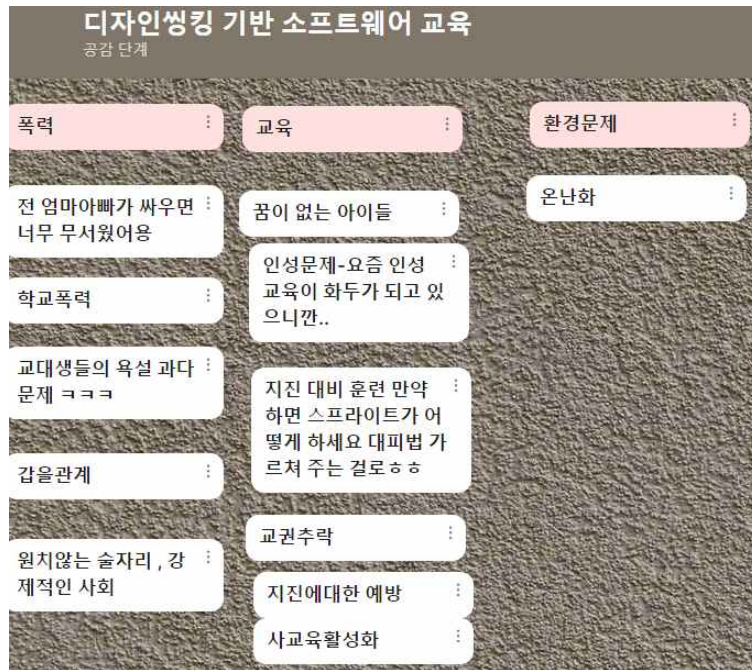 디자인씽킹 기반 소프트웨어 교육
공감 단계
폭력
전 엄마아빠가 싸우면
너무 무서웠어용
학교폭력
교대생들의 욕설 과다
문제 ㅋㅋㅋ
갑을관계
원치않는 술자리 , 강
제적인 사회
교육
꿈이 없는 아이들
인성문제-요즘 인성
교육이 화두가 되고 있
으니깐..
지진 대비 훈련 만약
하면 스프라이트가 어
떻게 하세요 대피법 가
르쳐 주는 걸로ㅎㅎ
교권추락
지진에대한 예방
사교육활성화
환경문제
온난화